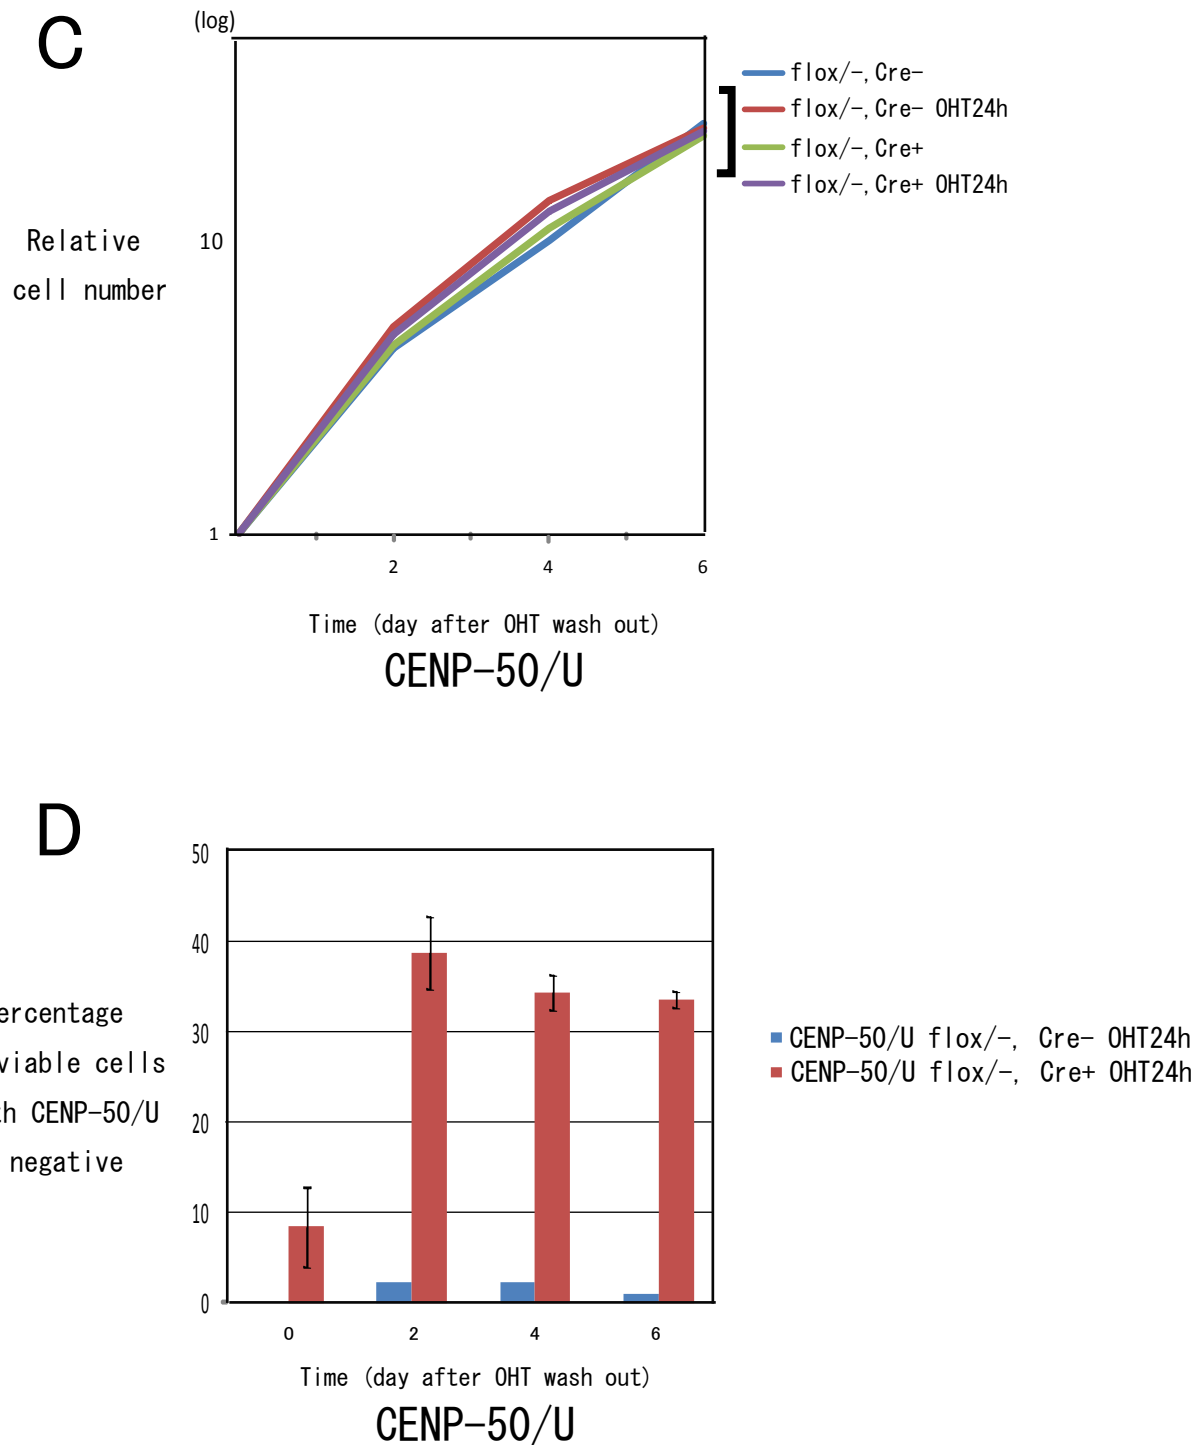 C
(log)
flox/−,Cre−
flox/−,Cre− OHT24h
flox/−,Cre+
flox/−,Cre+ OHT24h
Relative
cell number
10
1
2 4 6
Time (day after OHT wash out)
CENP−50/U
D
50
40
30
20
10
0
ercentage
viable cells
h CENP−50/U
negative
CENP−50/U flox/−, Cre− OHT24h
CENP−50/U flox/−, Cre+ OHT24h
0 2 4 6
Time (day after OHT wash out)
CENP−50/U